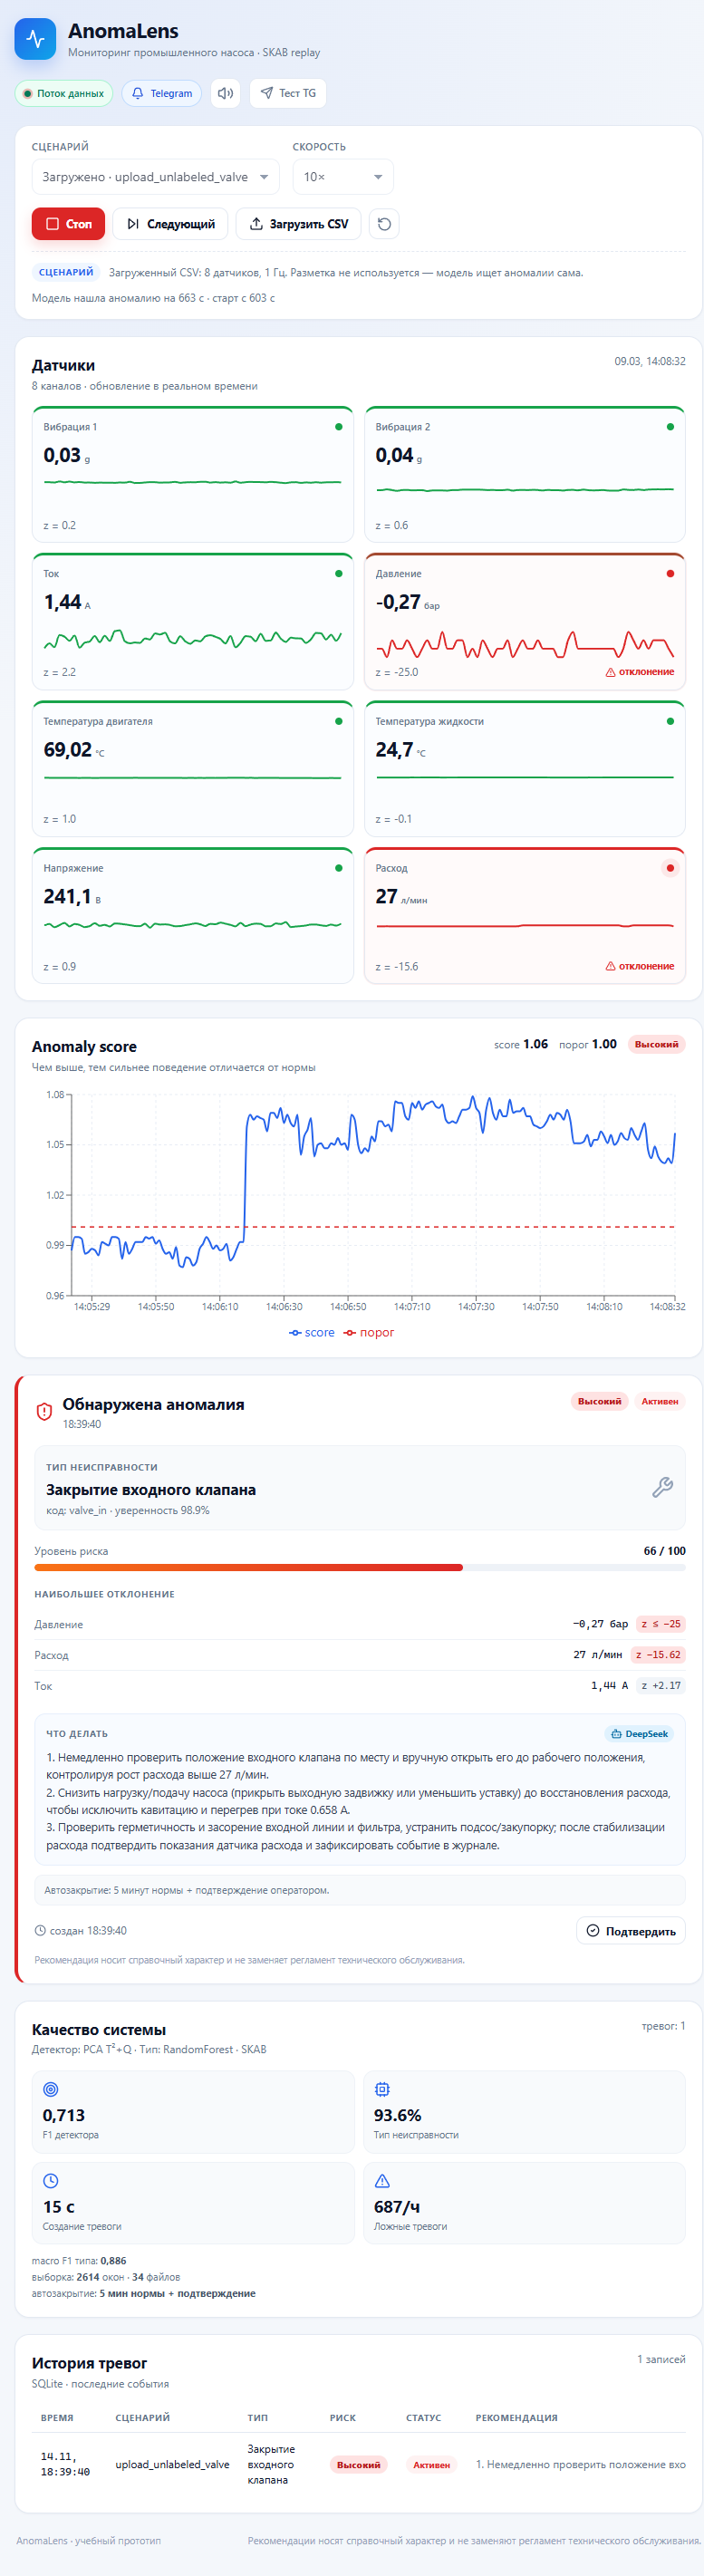 AnomaLens
Мониторинг промышленного насоса · SKAB replay
Поток данных
Telegram
Тест TG
СЦЕНАРИЙ
СКОРОСТЬ
Загружено · upload_unlabeled_valve
10×
Стоп
Следующий
Загрузить CSV
СЦЕНАРИЙ Загруженный CSV: 8 датчиков, 1 Гц. Разметка не используется — модель ищет аномалии сама.
Модель нашла аномалию на 663 с · старт с 603 с
Датчики
09.03, 14:08:32
8 каналов · обновление в реальном времени
Вибрация 1
0,03 g
z = 0.2
Вибрация 2
0,04 g
z = 0.6
Ток
1,44 А
z = 2.2
Давление
-0,27 бар
z = -25.0
отклонение
Температура двигателя
69,02 °C
z = 1.0
Температура жидкости
24,7 °C
z = -0.1
Напряжение
241,1 В
z = 0.9
Расход
27 л/мин
z = -15.6
отклонение
Anomaly score
score 1.06 порог 1.00 Высокий
Чем выше, тем сильнее поведение отличается от нормы
1.08
1.05
1.02
0.99
0.96
14:05:29 14:05:50 14:06:10 14:06:30 14:06:50 14:07:10 14:07:30 14:07:50 14:08:10 14:08:32
score порог
Обнаружена аномалия
Высокий Активен
18:39:40
ТИП НЕИСПРАВНОСТИ
Закрытие входного клапана
код: valve_in · уверенность 98.9%
Уровень риска 66 / 100
НАИБОЛЬШЕЕ ОТКЛОНЕНИЕ
Давление −0,27 бар z ≤ −25
Расход 27 л/мин z −15.62
Ток 1,44 А z +2.17
ЧТО ДЕЛАТЬ
DeepSeek
1. Немедленно проверить положение входного клапана по месту и вручную открыть его до рабочего положения,
контролируя рост расхода выше 27 л/мин.
2. Снизить нагрузку/подачу насоса (прикрыть выходную задвижку или уменьшить уставку) до восстановления расхода,
чтобы исключить кавитацию и перегрев при токе 0.658 А.
3. Проверить герметичность и засорение входной линии и фильтра, устранить подсос/закупорку; после стабилизации
расхода подтвердить показания датчика расхода и зафиксировать событие в журнале.
Автозакрытие: 5 минут нормы + подтверждение оператором.
создан 18:39:40
Подтвердить
Рекомендация носит справочный характер и не заменяет регламент технического обслуживания.
Качество системы
тревог: 1
Детектор: PCA T²+Q · Тип: RandomForest · SKAB
0,713
F1 детектора
93.6%
Тип неисправности
15 с
Создание тревоги
687/ч
Ложные тревоги
macro F1 типа: 0,886
выборка: 2614 окон · 34 файлов
автозакрытие: 5 мин нормы + подтверждение
История тревог
1 записей
SQLite · последние события
ВРЕМЯ СЦЕНАРИЙ ТИП РИСК СТАТУС РЕКОМЕНДАЦИЯ
14.11,
18:39:40
upload_unlabeled_valve
Закрытие
входного
клапана
Высокий
Активен
1. Немедленно проверить положение вхо
AnomaLens · учебный прототип
Рекомендации носят справочный характер и не заменяют регламент технического обслуживания.